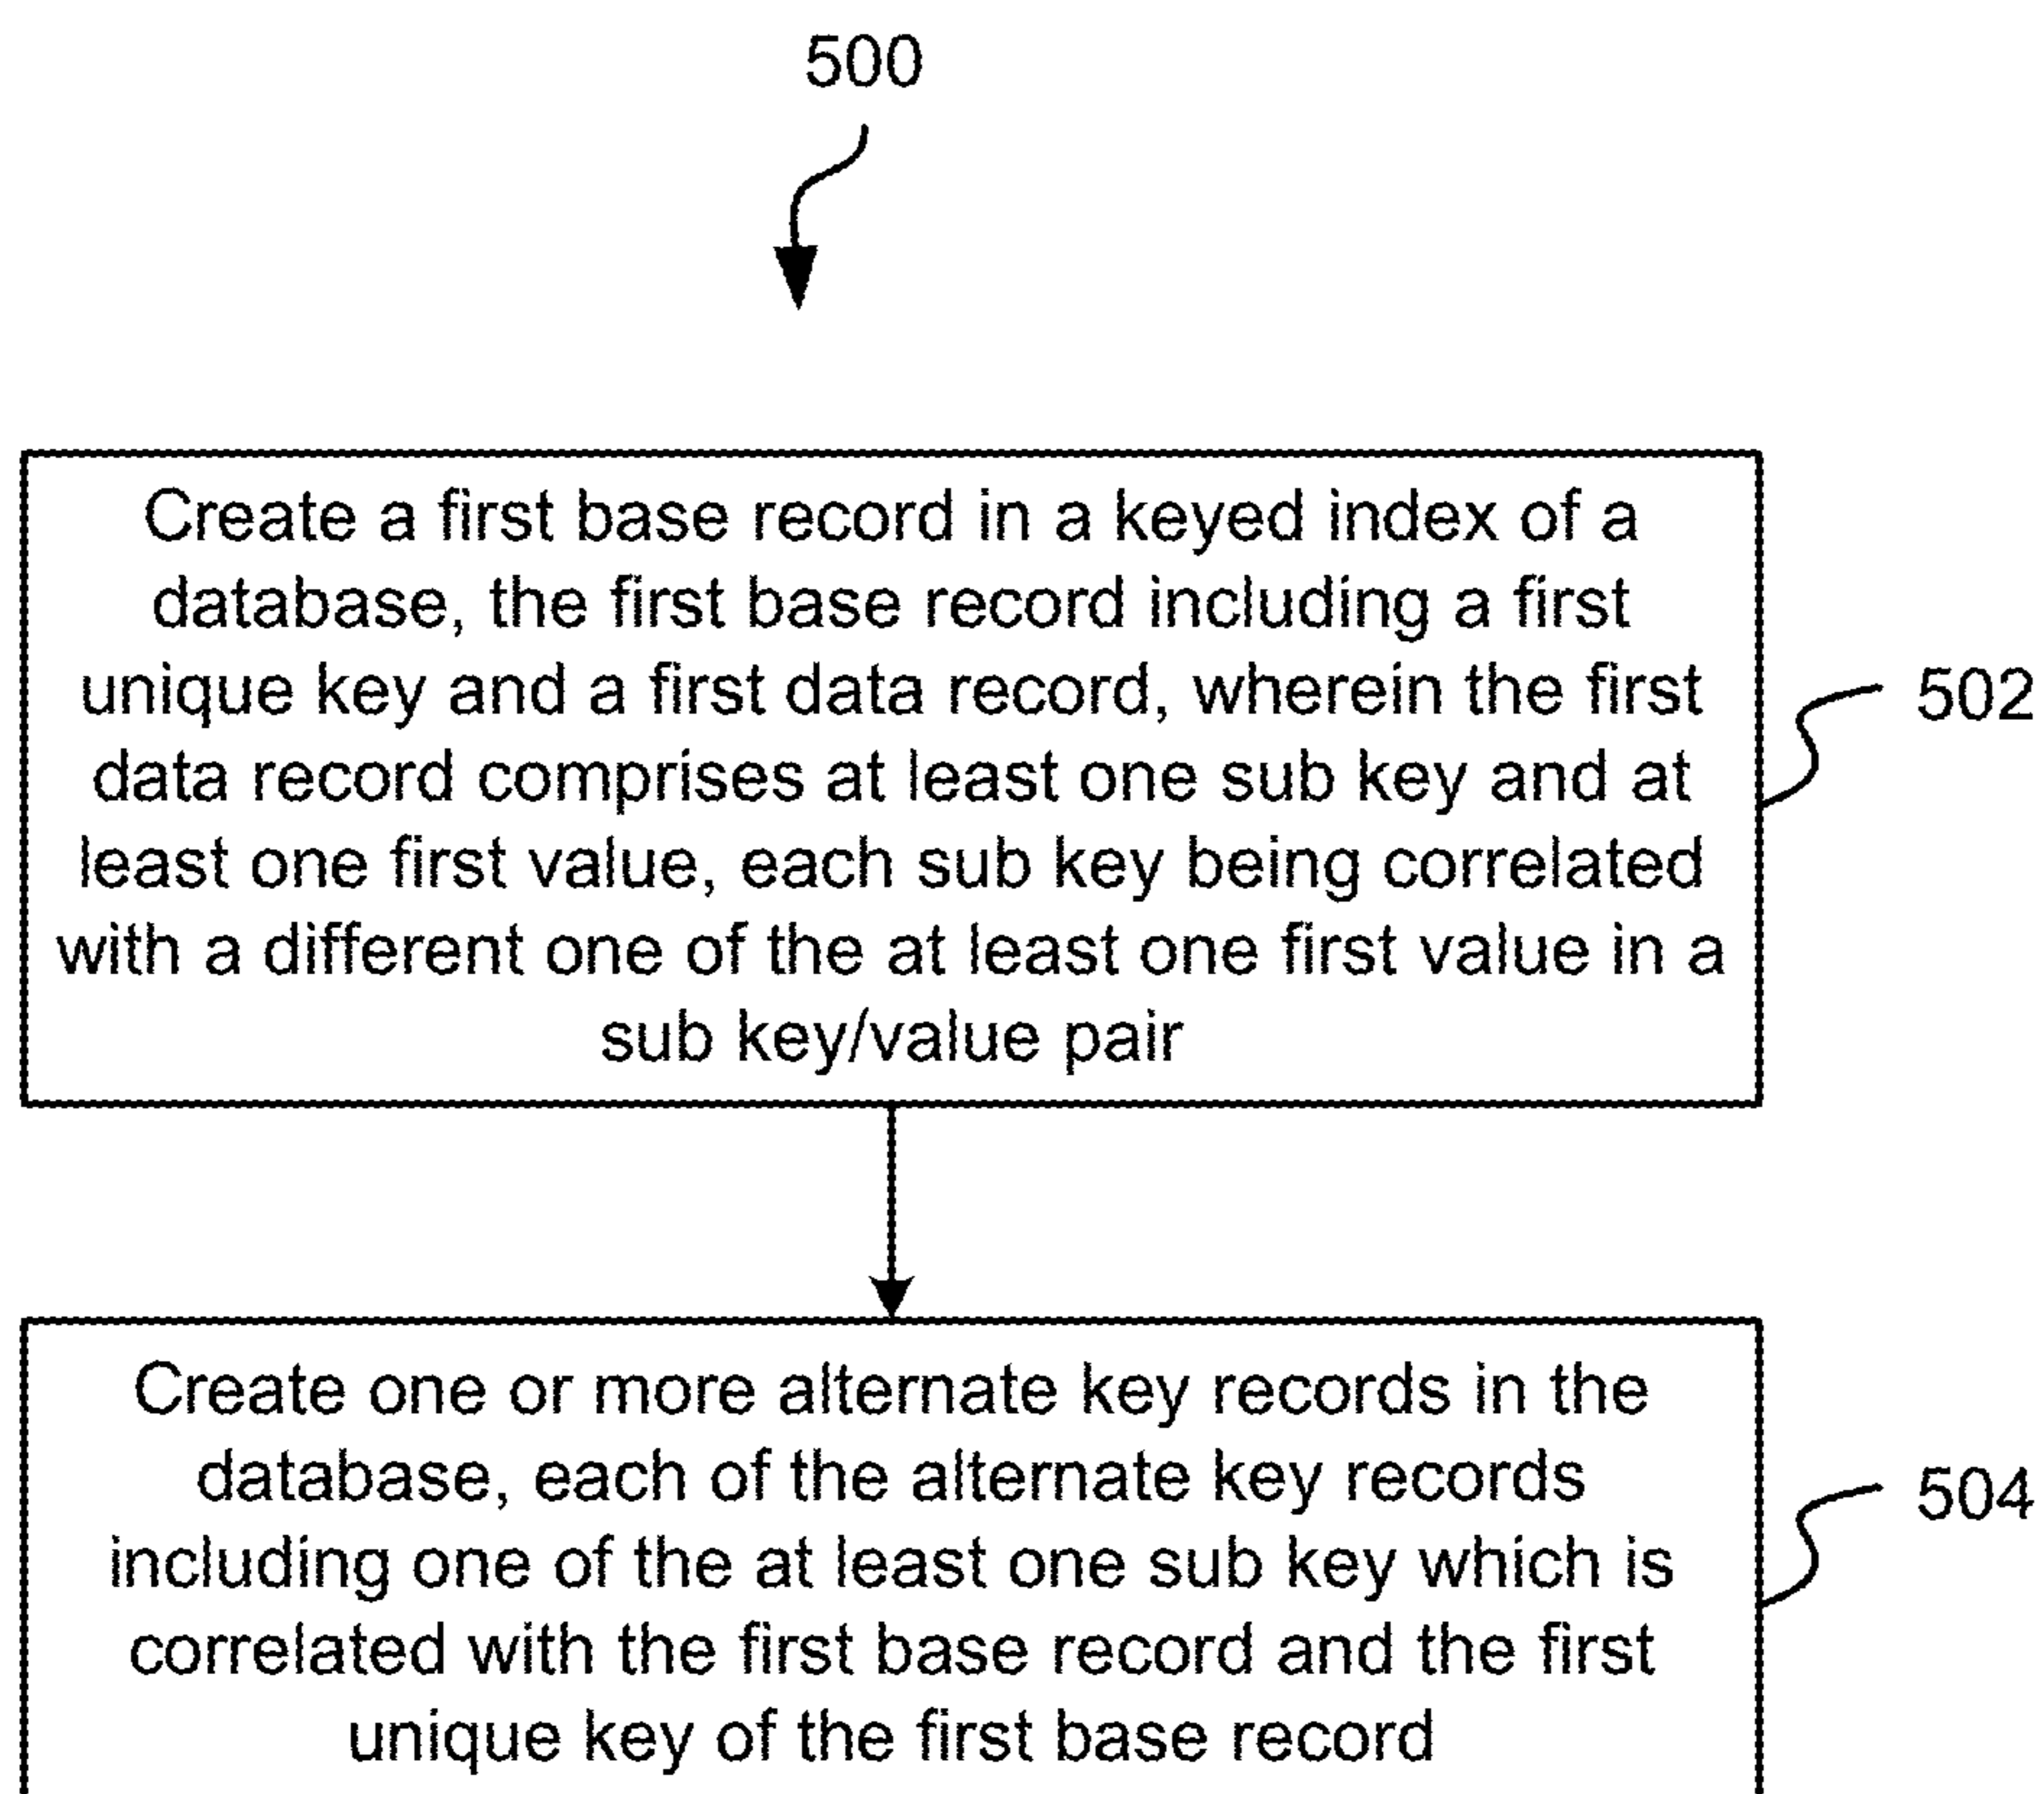 500
Create a first base record in a keyed index of a
database, the first base record including a first
unique key and a first data record, wherein the first
data record comprises at least one sub key and at
least one first value, each sub key being correlated
with a different one of the at least one first value in a
sub key/value pair
502
Create one or more alternate key records in the
database, each of the alternate key records
including one of the at least one sub key which is
correlated with the first base record and the first
unique key of the first base record
504